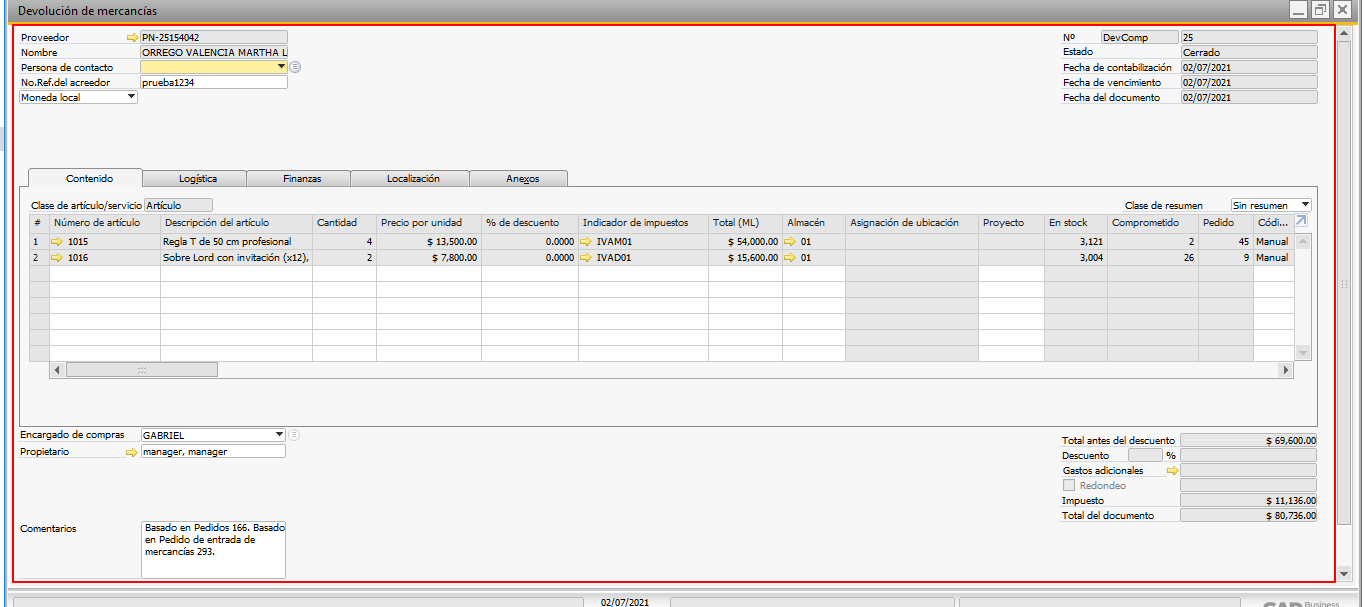 Devolución de mercancías
Proveedor PN-25154042
Nombre ORREGO VALENCIA MARTHA L
Persona de contacto
No.Ref.del acreedor prueba1234
Moneda local
Nº DevComp 25
Estado Cerrado
Fecha de contabilización 02/07/2021
Fecha de vencimiento 02/07/2021
Fecha del documento 02/07/2021
Contenido Logística Finanzas Localización Anexos
Clase de artículo/servicio Artículo Clase de resumen Sin resumen
# Número de artículo Descripción del artículo Cantidad Precio por unidad % de descuento Indicador de impuestos Total (ML) Almacén Asignación de ubicación Proyecto En stock Comprometido Pedido Códi...
1 1015 Regla T de 50 cm profesional 4 $ 13,500.00 0.0000 IVAM01 $ 54,000.00 01 3,121 2 45 Manual
2 1016 Sobre Lord con invitación (x12), 2 $ 7,800.00 0.0000 IVAD01 $ 15,600.00 01 3,004 26 9 Manual
Encargado de compras GABRIEL
Propietario manager, manager
Total antes del descuento $ 69,600.00
Descuento %
Gastos adicionales
Redondeo
Impuesto $ 11,136.00
Total del documento $ 80,736.00
Comentarios Basado en Pedidos 166. Basado
en Pedido de entrada de
mercancías 293.
02/07/2021
Business